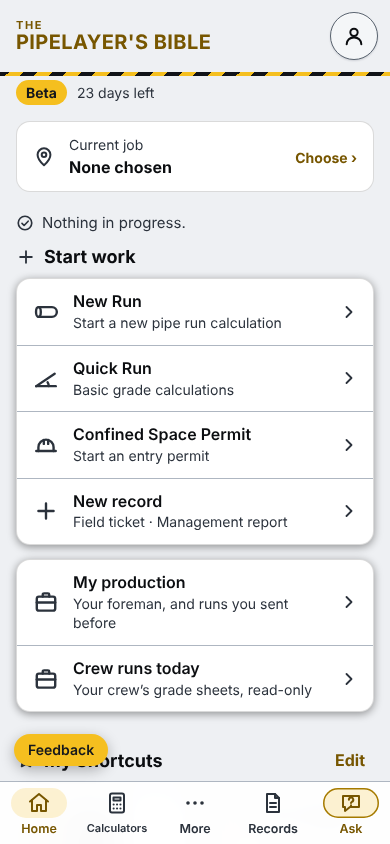 THE
PIPELAYER'S BIBLE
Beta 23 days left
Current job
None chosen
Choose ›
Nothing in progress.
Start work
New Run
Start a new pipe run calculation
Quick Run
Basic grade calculations
Confined Space Permit
Start an entry permit
New record
Field ticket · Management report
My production
Your foreman, and runs you sent
before
Crew runs today
Your crew’s grade sheets, read-only
Feedback
Shortcuts
Edit
Home Calculators More Records Ask